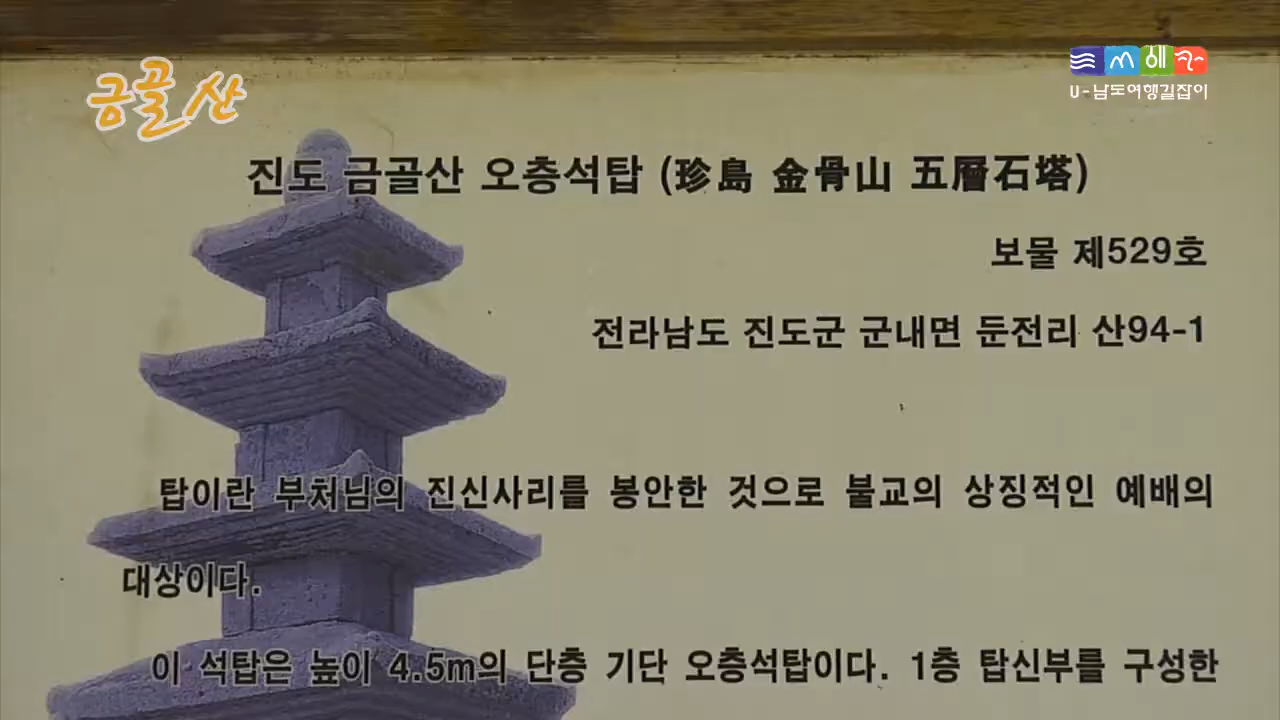 금골산
U-남도여행길잡이
진도 금골산 오층석탑 (珍島 金骨山 五層石塔)
보물 제529호
전라남도 진도군 군내면 둔전리 산94-1
탑이란 부처님의 진신사리를 봉안한 것으로 불교의 상징적인 예배의
대상이다.
이 석탑은 높이 4.5m의 단층 기단 오층석탑이다. 1층 탑신부를 구성한